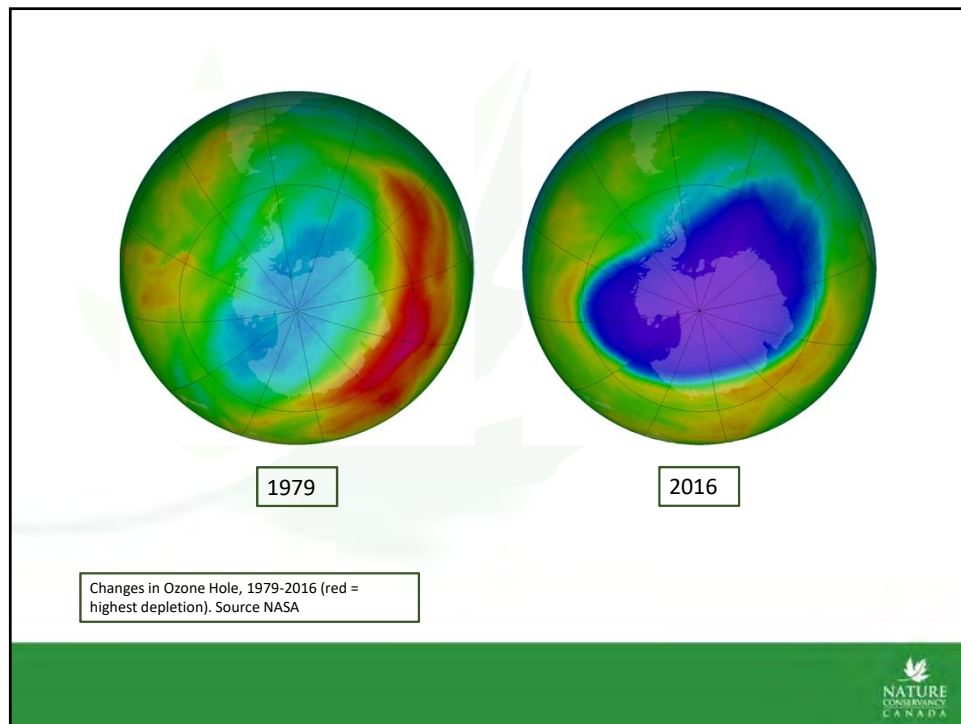 1979
2016
Changes in Ozone Hole, 1979-2016 (red =
highest depletion). Source NASA
NATURE
CONSERVANCY
CANADA